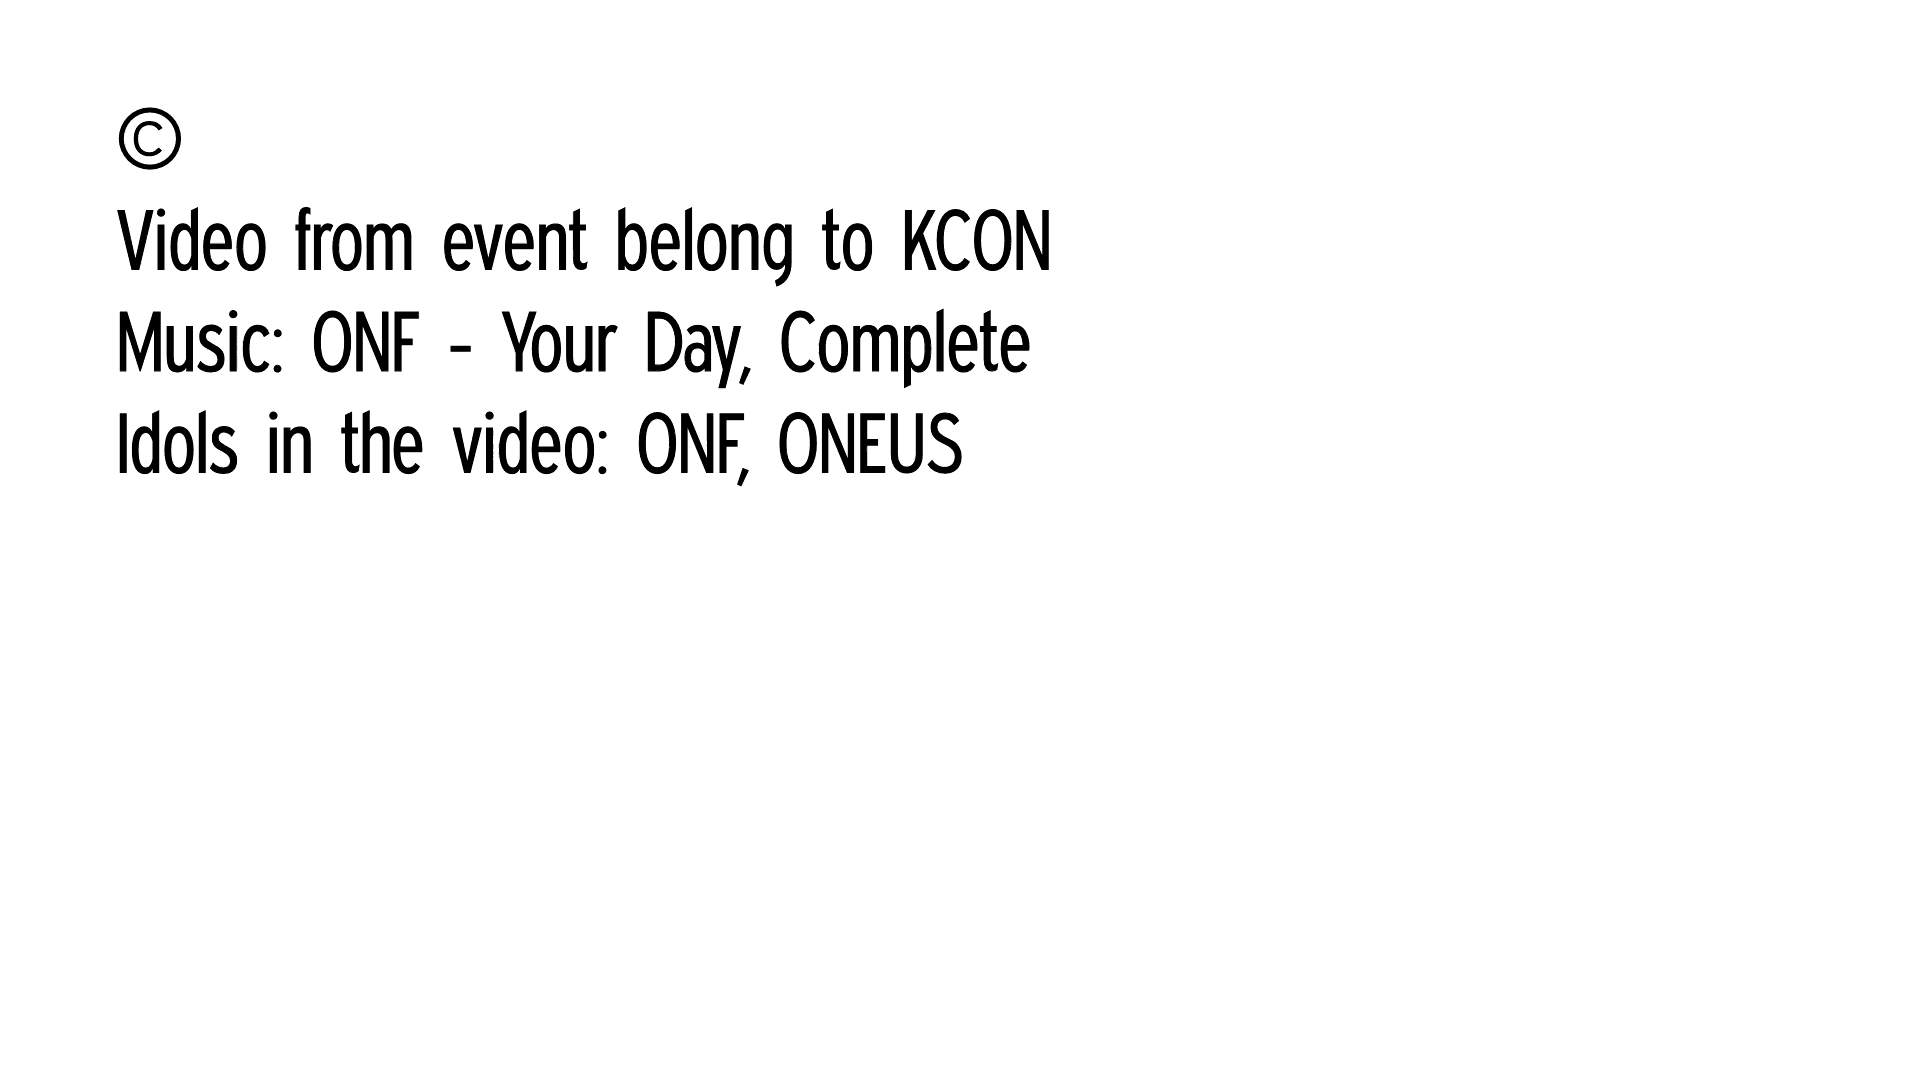 ©
Video from event belong to KCON
Music: ONF - Your Day, Complete
Idols in the video: ONF, ONEUS